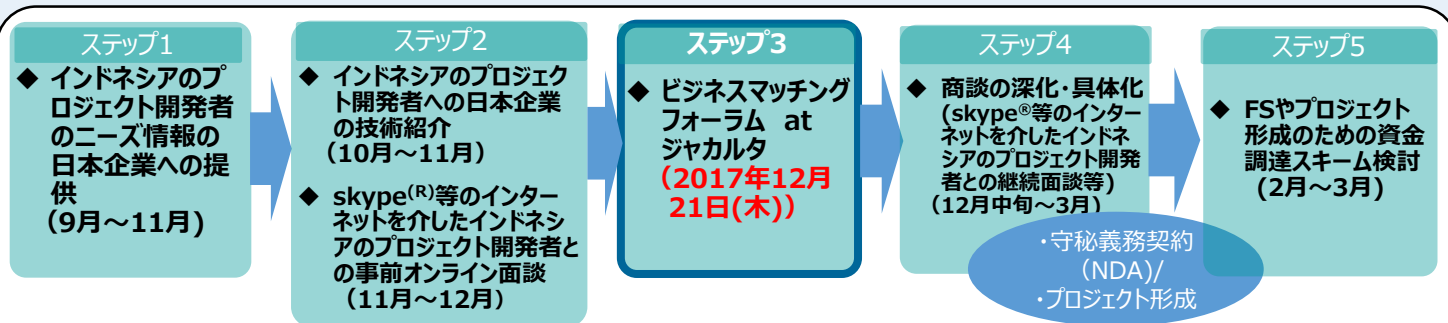 ステップ1
◆ インドネシアのプ
ロジェクト開発者
のニーズ情報の
日本企業への提
供
(9月～11月)
ステップ2
◆ インドネシアのプロジェク
ト開発者への日本企業
の技術紹介
（10月～11月）
◆ skype(R)等のインター
ネットを介したインドネシ
アのプロジェクト開発者と
の事前オンライン面談
（11月～12月）
ステップ3
◆ ビジネスマッチング
フォーラム at
ジャカルタ
（2017年12月
21日(木)）
ステップ4
◆ 商談の深化・具体化
(skype®等のインター
ネットを介したインドネ
シアのプロジェクト開発
者との継続面談等)
（12月中旬～3月）
・守秘義務契約
（NDA)/
・プロジェクト形成
ステップ5
◆ FSやプロジェクト
形成のための資金
調達スキーム検討
(2月～3月)